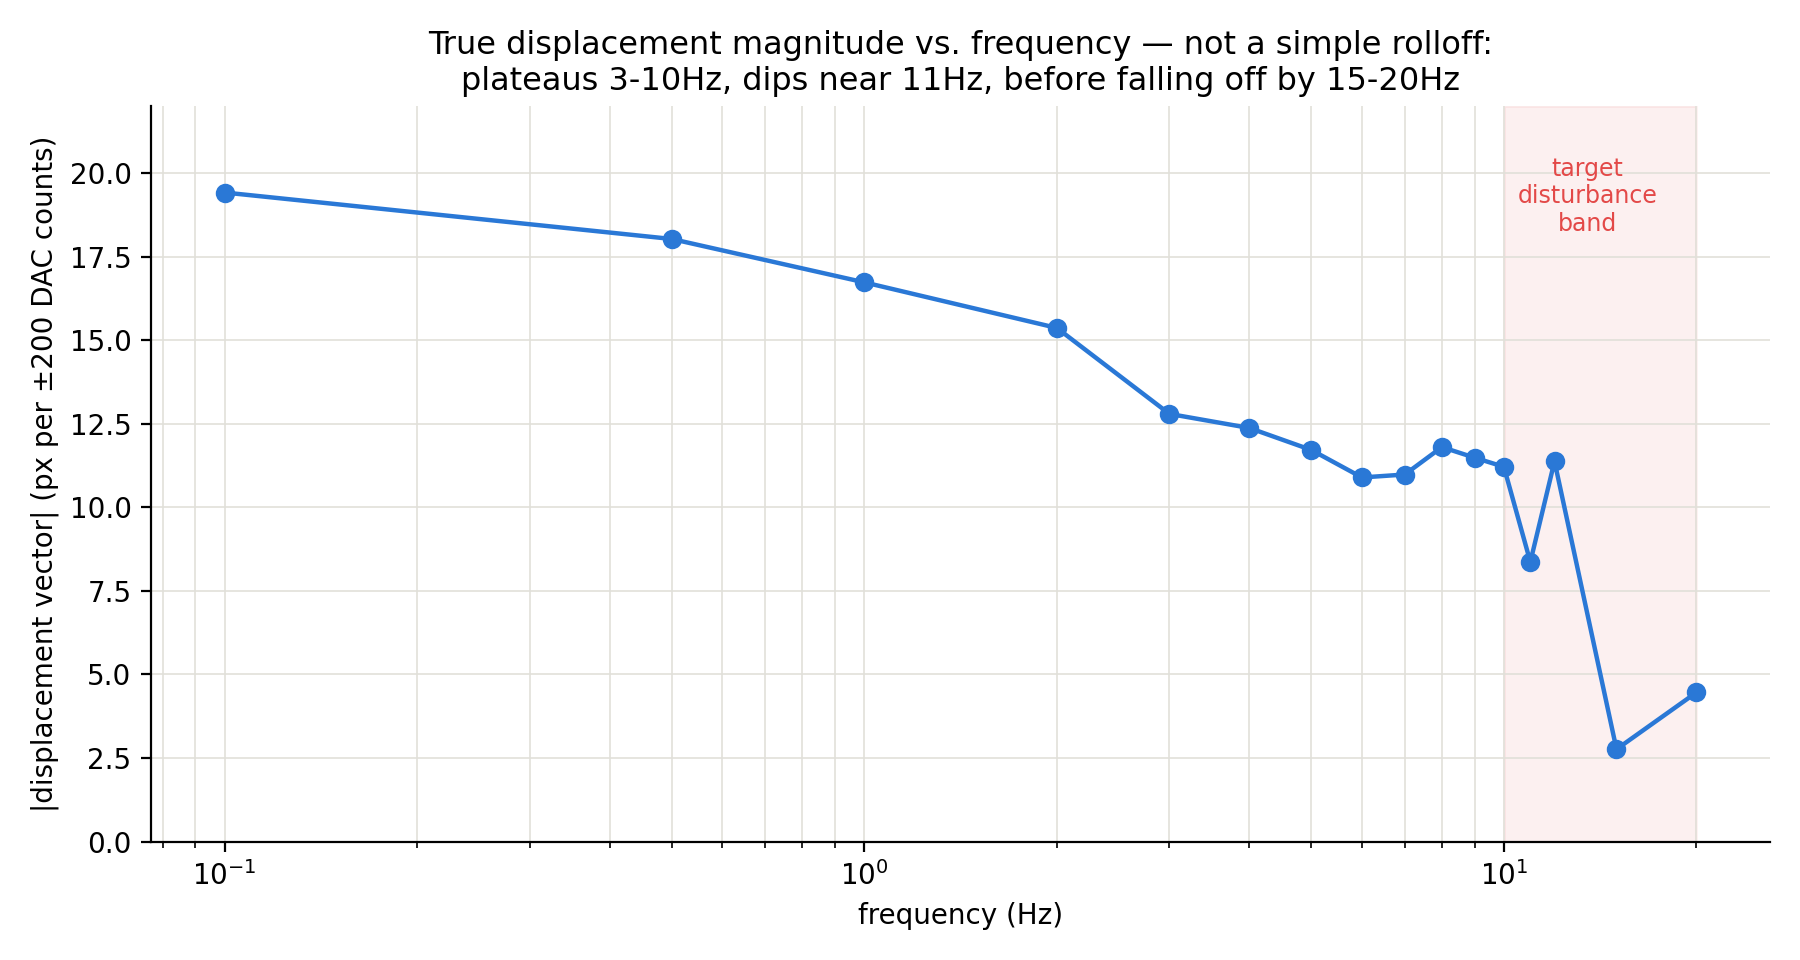 True displacement magnitude vs. frequency — not a simple rolloff:
plateaus 3-10Hz, dips near 11Hz, before falling off by 15-20Hz
|displacement vector| (px per ±200 DAC counts)
20.0
17.5
15.0
12.5
10.0
7.5
5.0
2.5
0.0
target
disturbance
band
10⁻¹
10⁰
10¹
frequency (Hz)